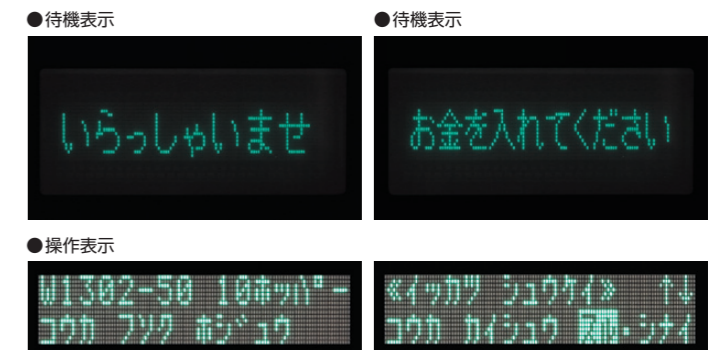 ●待機表示
●待機表示
いらっしゃいませ
お金を入れてください
●操作表示
W1302-50 10ホッパ-
コウカ フソク ホジュウ
≪イッカツ シュウケイ≫ ↑↓
コウカ カイシュウ スル・シナイ